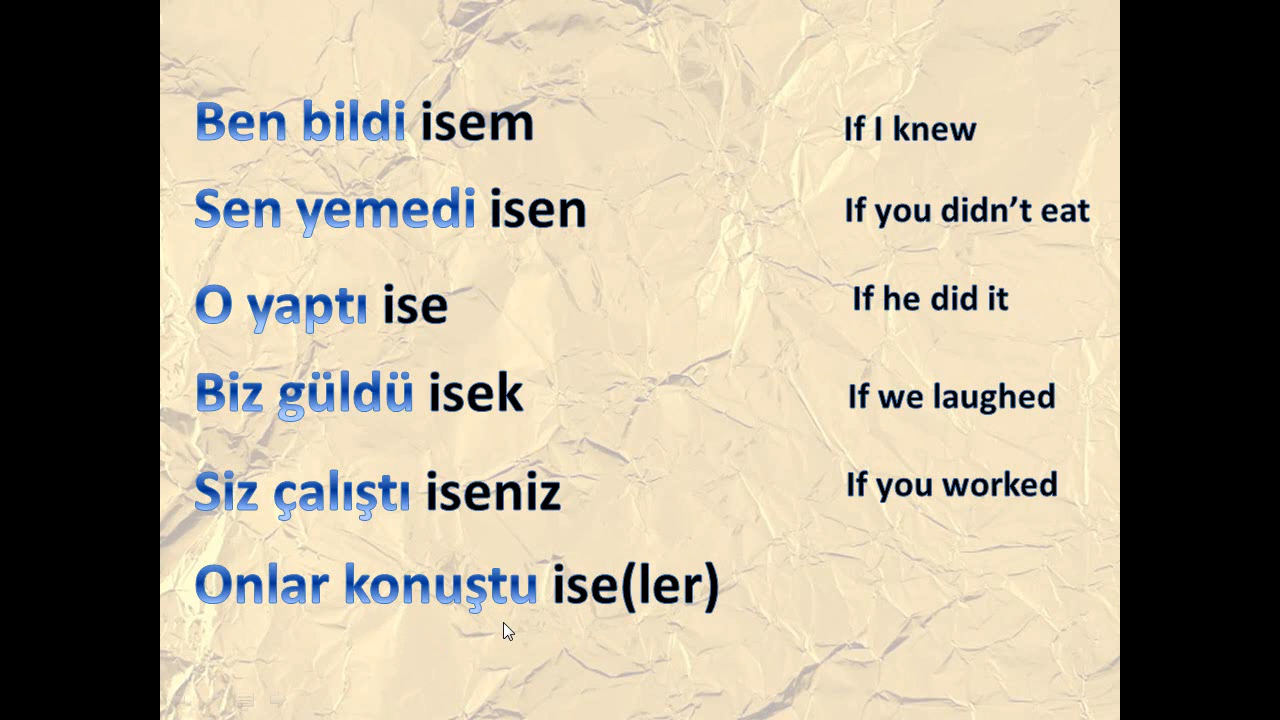 Ben bildi isem
If I knew
Sen yemedi isen
If you didn’t eat
O yaptı ise
If he did it
Biz güldü isek
If we laughed
Siz çalıştı iseniz
If you worked
Onlar konuştu ise(ler)